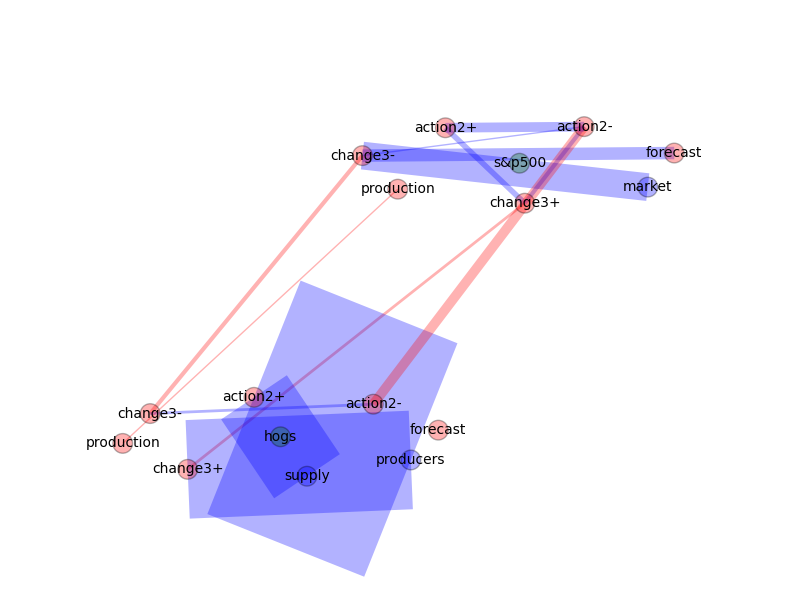 action2+
action2-
change3-
forecast
s&p500
production
market
change3+
action2+
action2-
change3-
forecast
hogs
production
producers
change3+
supply